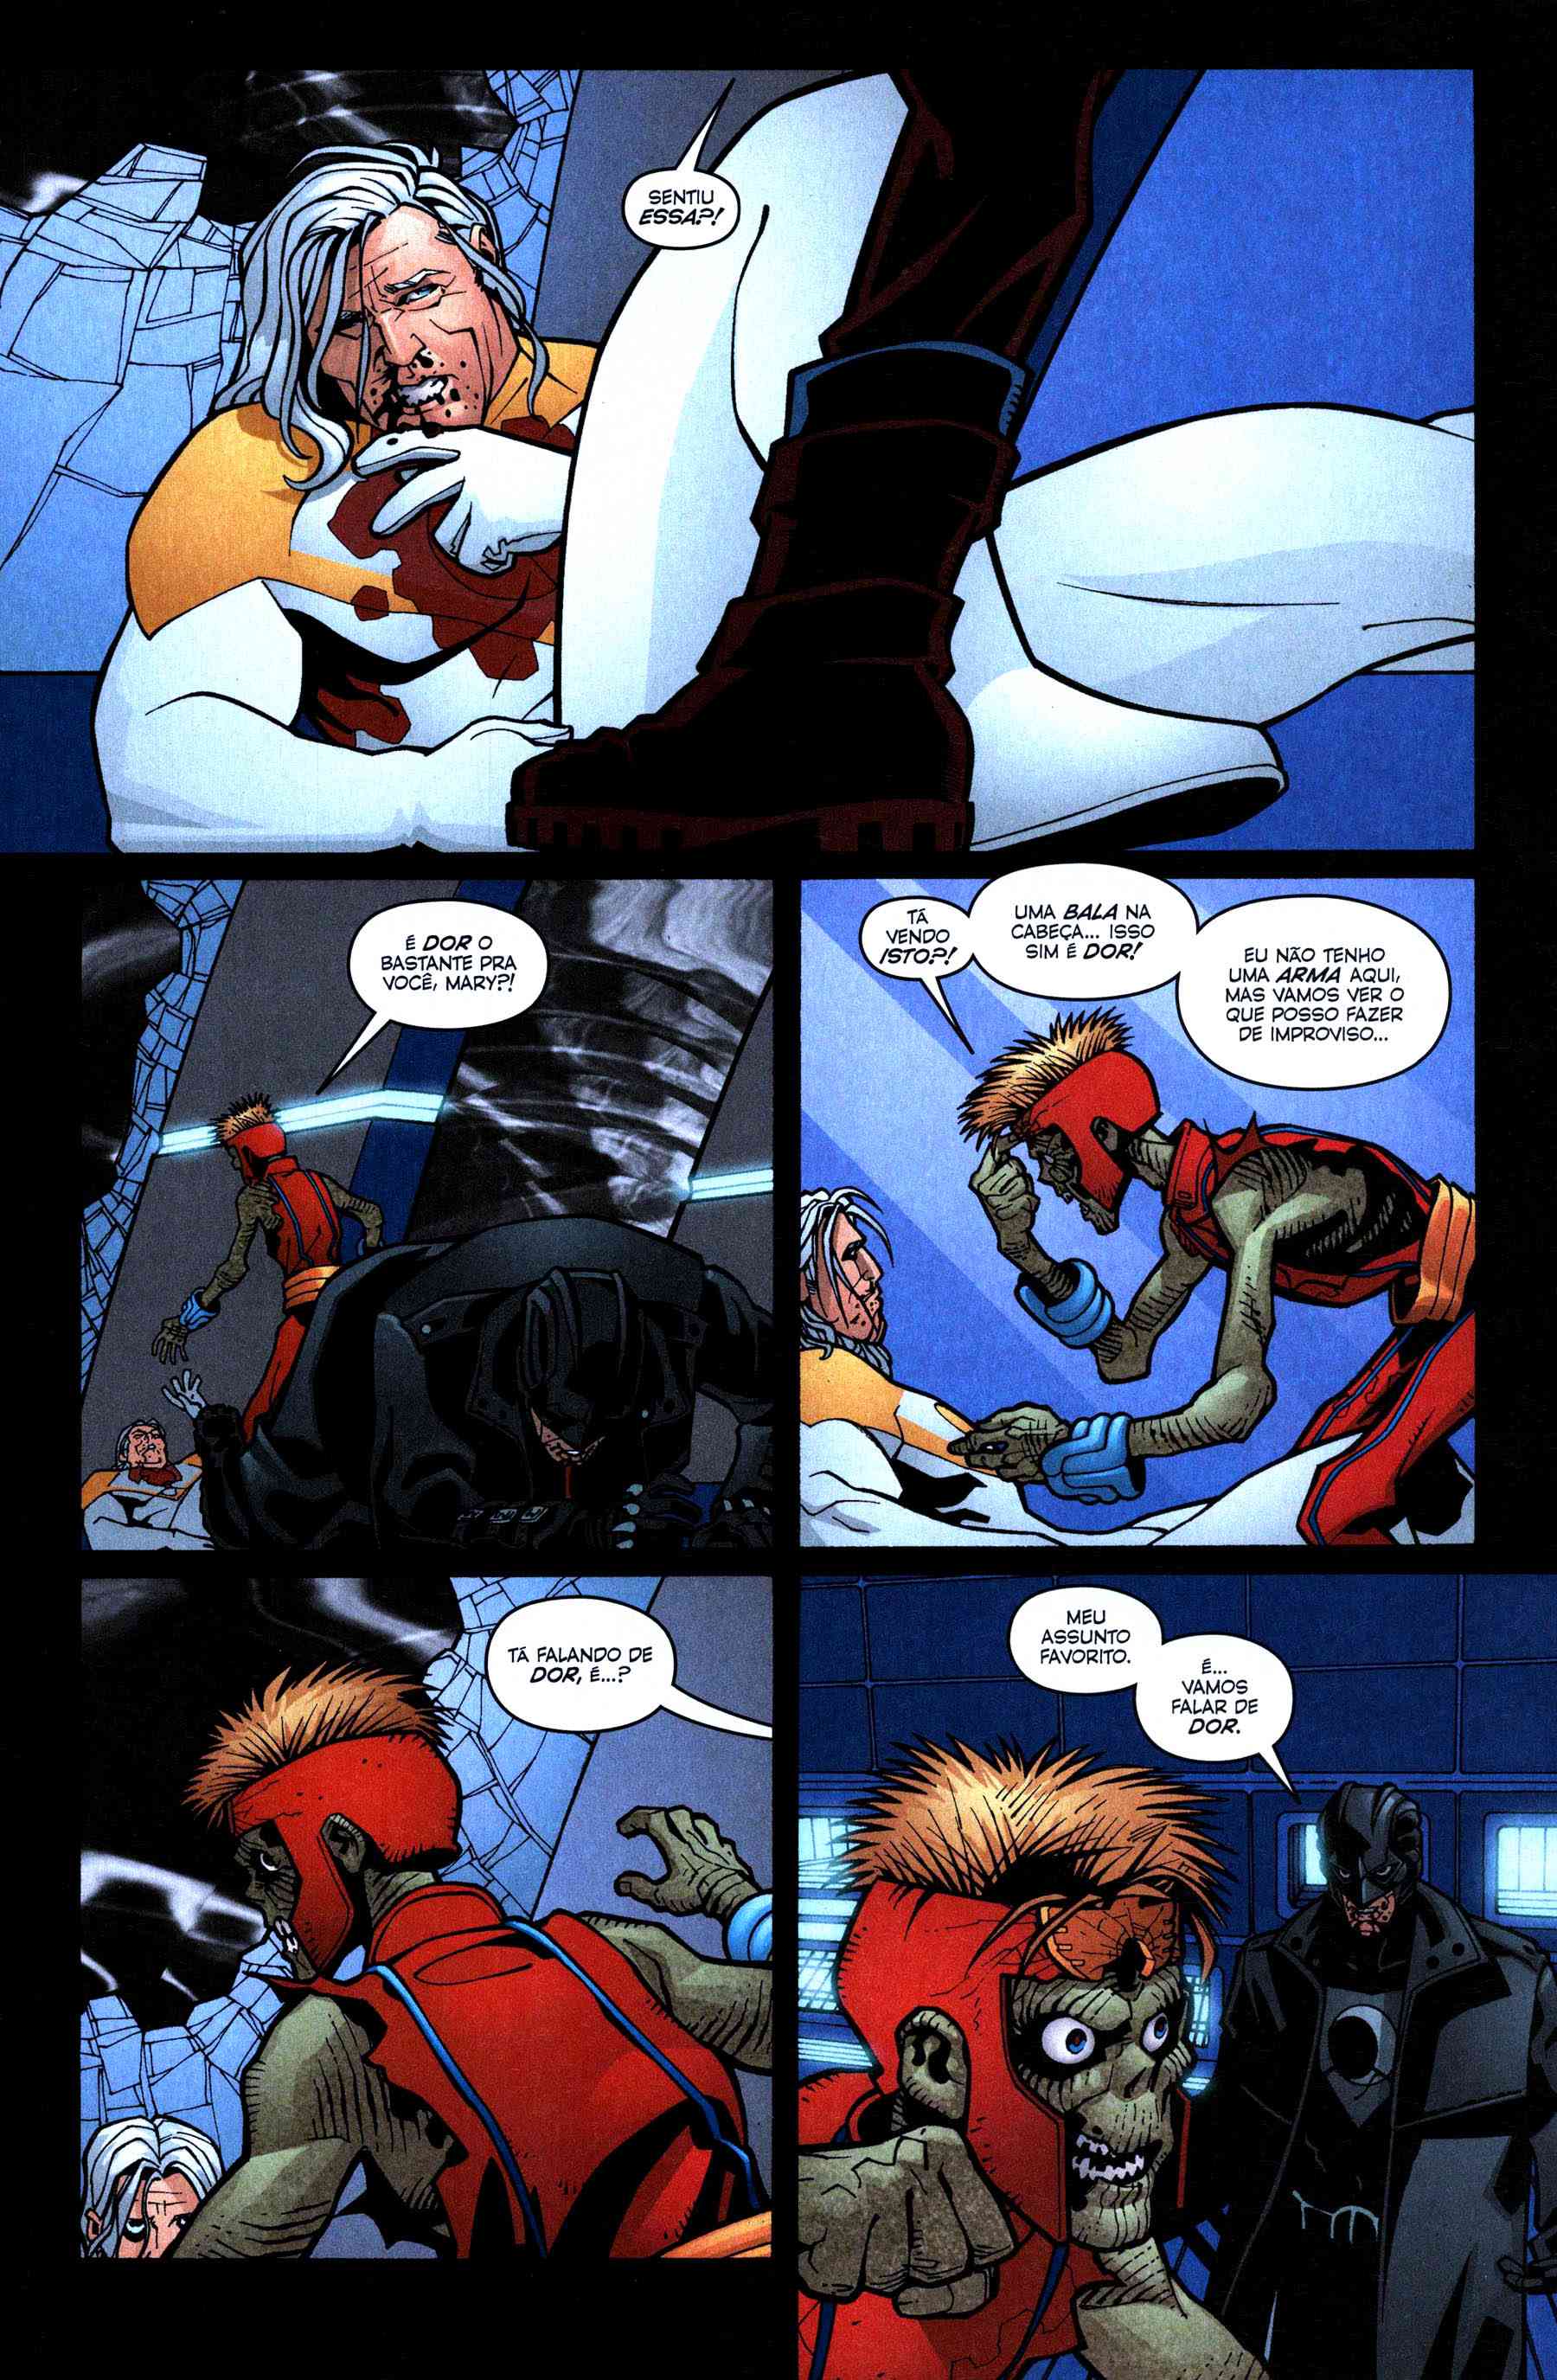 SENTIU
ESSA?!
É DOR O
BASTANTE PRA
VOCÊ, MARY?!
TÁ
VENDO
ISTO?!
UMA BALA NA
CABEÇA... ISSO
SIM É DOR!
EU NÃO TENHO
UMA ARMA AQUI,
MAS VAMOS VER O
QUE POSSO FAZER
DE IMPROVISO...
TÁ FALANDO DE
DOR, É...?
MEU
ASSUNTO
FAVORITO.
É...
VAMOS
FALAR DE
DOR.